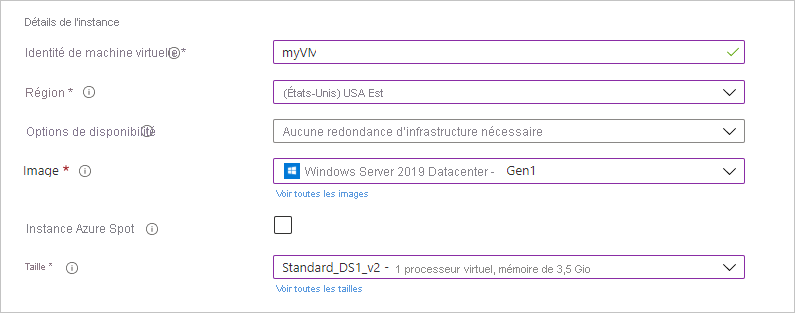 Détails de l'instance
Identité de machine virtuelle * myVM
Région * (États-Unis) USA Est
Options de disponibilité Aucune redondance d'infrastructure nécessaire
Image * Windows Server 2019 Datacenter - Gen1
Voir toutes les images
Instance Azure Spot
Taille * Standard_DS1_v2 - 1 processeur virtuel, mémoire de 3,5 Gio
Voir toutes les tailles